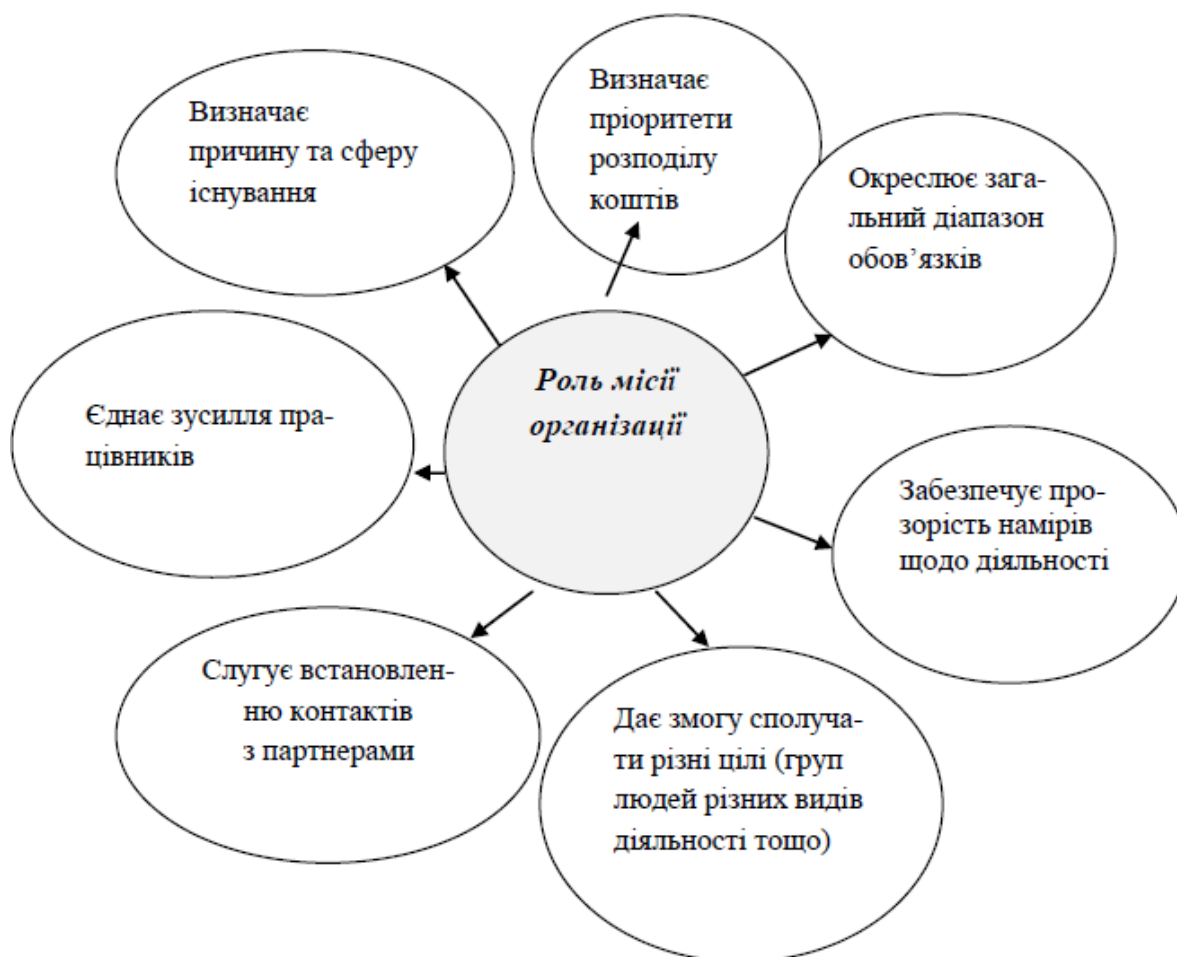 Визначає
причину та сферу
існування
Визначає
пріоритети
розподілу
коштів
Окреслює зага-
льний діапазон
обов’язків
Роль місії
організації
Єднає зусилля пра-
цівників
Забезпечує про-
зорість намірів
щодо діяльності
Слугує встановлен-
ню контактів
з партнерами
Дає змогу сполуча-
ти різні цілі (груп
людей різних видів
діяльності тощо)